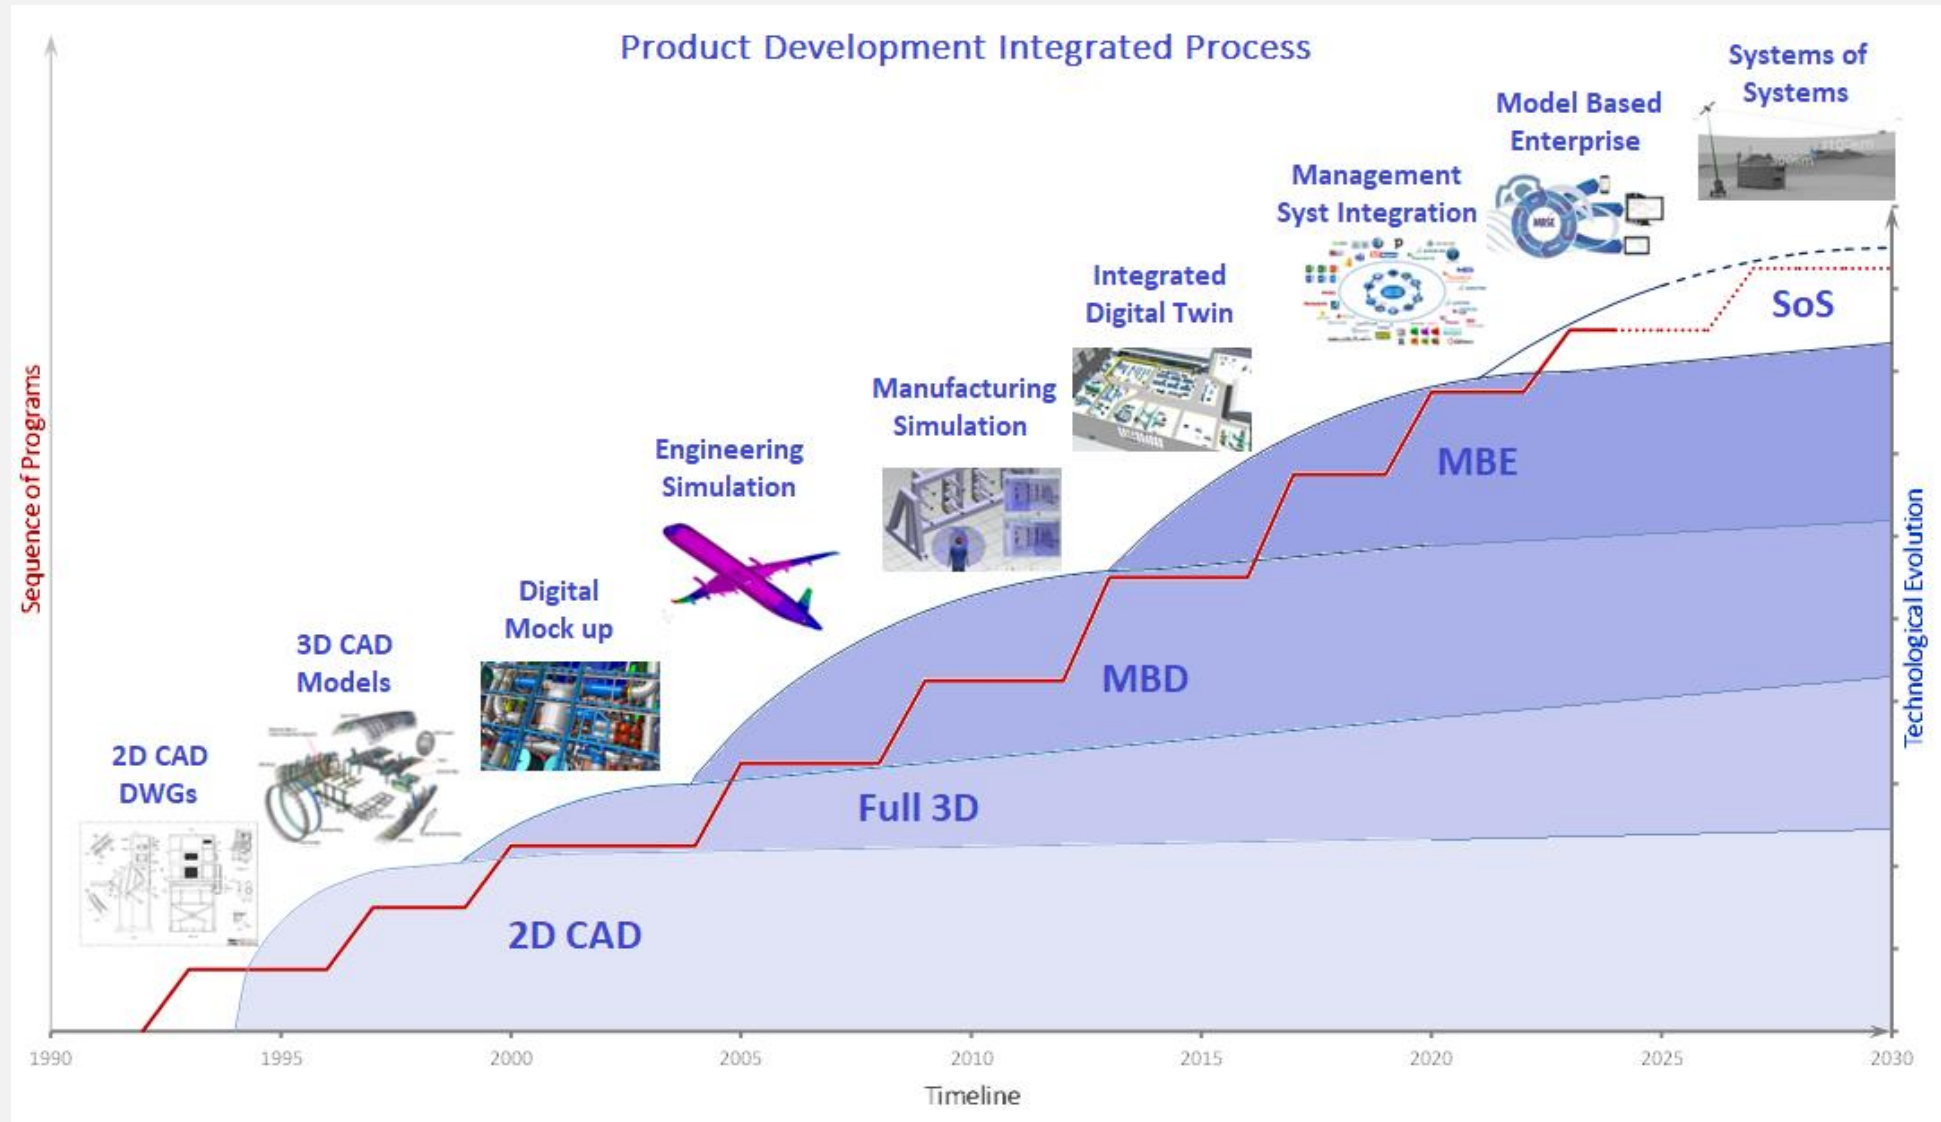 Product Development Integrated Process
Systems of
Systems
Model Based
Enterprise
Management
Syst Integration
Integrated
Digital Twin
Manufacturing
Simulation
Engineering
Simulation
Digital
Mock up
3D CAD
Models
2D CAD
DWGs
MBSE
SoS
MBE
MBD
Full 3D
2D CAD
Sequence of Programs
Technological Evolution
1990
1995
2000
2005
2010
2015
2020
2025
2030
Timeline